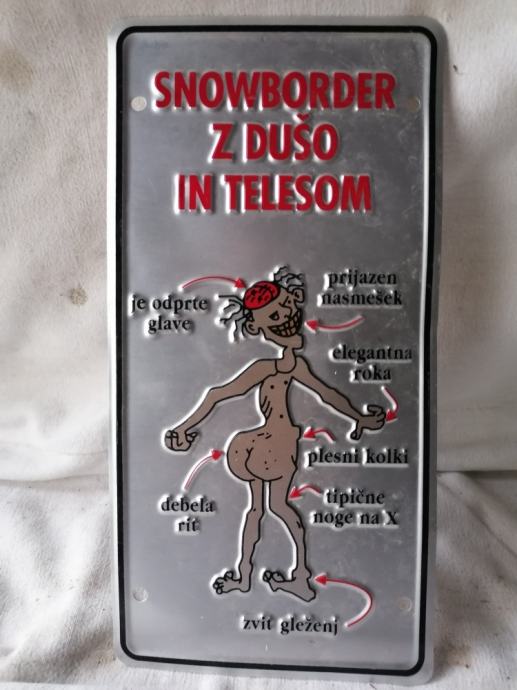 SNOWBORDER
Z DUŠO
IN TELESOM
je odprte
glave
prijazen
nasmešek
elegantna
roka
plesni kolki
debela
rit
tipične
noge na X
zvit gleženj